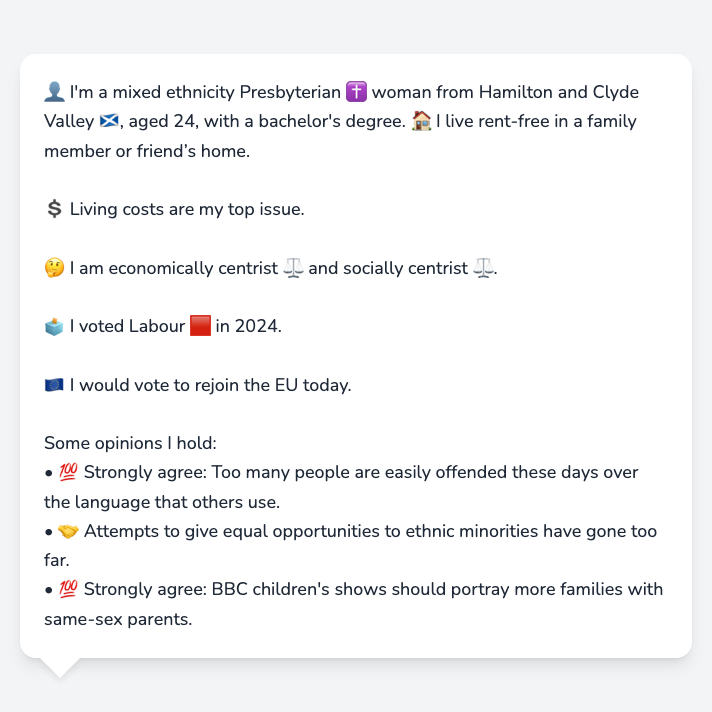 👤 I'm a mixed ethnicity Presbyterian ✝️ woman from Hamilton and Clyde
Valley 🏴󠁧󠁢󠁳󠁣󠁴󠁿, aged 24, with a bachelor's degree. 🏠 I live rent-free in a family
member or friend’s home.
💲 Living costs are my top issue.
🤔 I am economically centrist ⚖️ and socially centrist ⚖️.
🗳️ I voted Labour 🟥 in 2024.
🇪🇺 I would vote to rejoin the EU today.
Some opinions I hold:
• 💯 Strongly agree: Too many people are easily offended these days over
the language that others use.
• 🤝 Attempts to give equal opportunities to ethnic minorities have gone too
far.
• 💯 Strongly agree: BBC children's shows should portray more families with
same-sex parents.